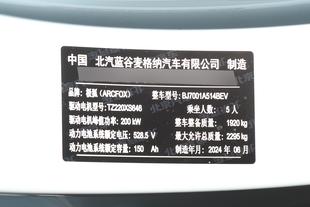 中国 北汽蓝谷麦格纳汽车有限公司 制造
品牌：极狐（ARCFOX） 整车型号：BJ7001A514BEV
驱动电机型号：TZ220XS646 乘坐人数：5 人
驱动电机峰值功率：200 kW 整车整备质量：1920 kg
动力电池系统额定电压：528.5 V 最大允许总质量：2295 kg
动力电池系统额定容量：150 Ah 制造年月：2024 年 06 月